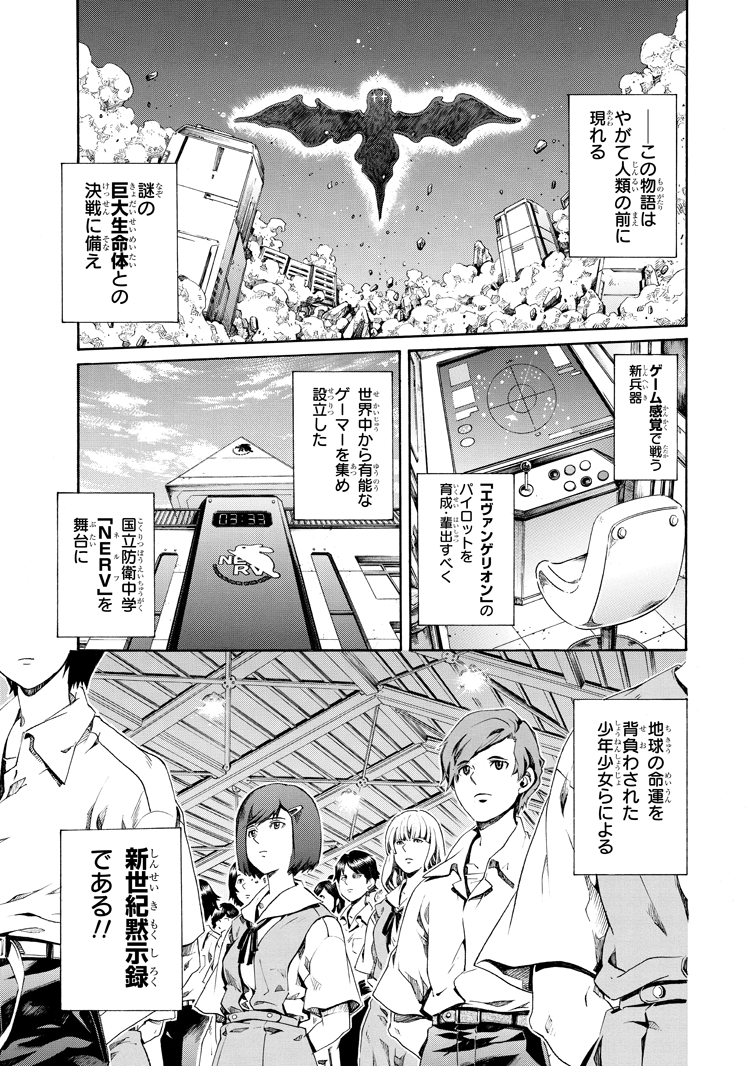 ――この物語は
やがて人類の前に
現れる
謎の
巨大生命体との
決戦に備え
ゲーム感覚で戦う
新兵器
「エヴァンゲリオン」の
パイロットを
育成・輩出すべく
世界中から有能な
ゲーマーを集め
設立した
03:33
NERV
国立防衛中学
「NERV」を
舞台に
地球の命運を
背負わされた
少年少女らによる
新世紀黙示録
である!!